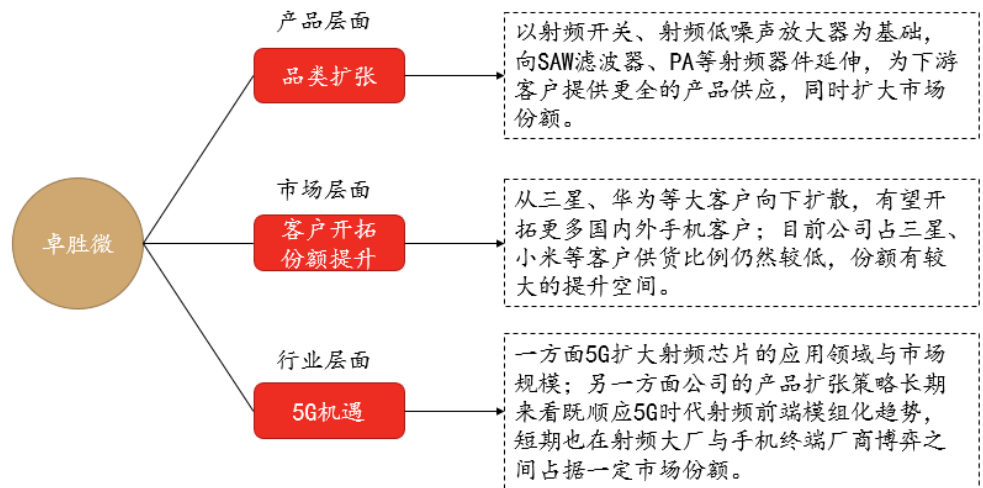 产品层面
品类扩张
以射频开关、射频低噪声放大器为基础,
向SAW滤波器、PA等射频器件延伸,为下游
客户提供更全的产品供应,同时扩大市场
份额。
卓胜微
市场层面
客户开拓
份额提升
从三星、华为等大客户向下扩散,有望开
拓更多国内外手机客户;目前公司占三星、
小米等客户供货比例仍然较低,份额有较
大的提升空间。
行业层面
5G机遇
一方面5G扩大射频芯片的应用领域与市场
规模;另一方面公司的产品扩张策略长期
来看既顺应5G时代射频前端模组化趋势,
短期也在射频大厂与手机终端厂商博弈之
间占据一定市场份额。